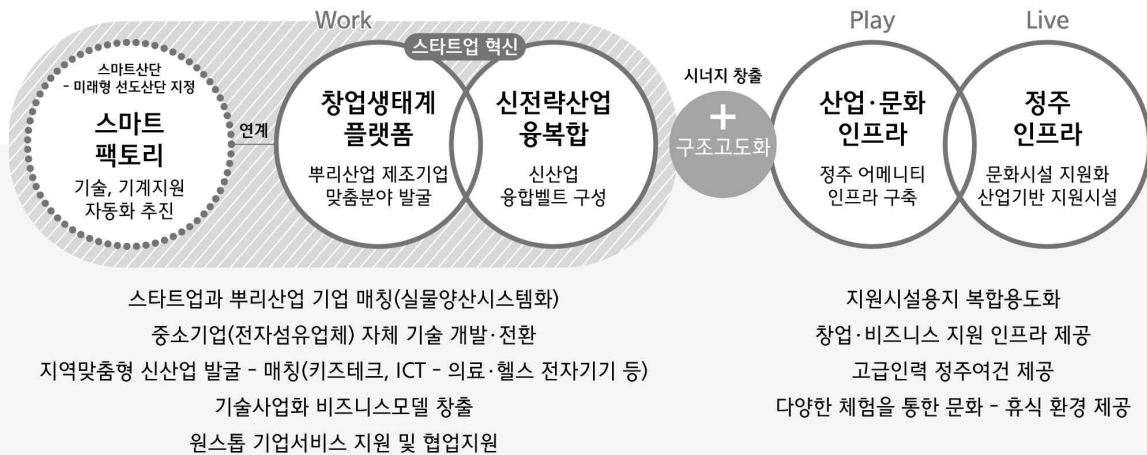 Work
Play
Live
스타트업 혁신
스마트산단
- 미래형 선도산단 지정
스마트
팩토리
기술, 기계지원
자동화 추진
연계
창업생태계
플랫폼
뿌리산업 제조기업
맞춤분야 발굴
신전략산업
융복합
신산업
융합벨트 구성
시너지 창출
+
구조고도화
산업·문화
인프라
정주 어메니티
인프라 구축
정주
인프라
문화시설 지원화
산업기반 지원시설
스타트업과 뿌리산업 기업 매칭(실물양산시스템화)
중소기업(전자섬유업체) 자체 기술 개발·전환
지역맞춤형 신산업 발굴 - 매칭(키즈테크, ICT - 의료·헬스 전자기기 등)
기술사업화 비즈니스모델 창출
원스톱 기업서비스 지원 및 협업지원
지원시설용지 복합용도화
창업·비즈니스 지원 인프라 제공
고급인력 정주여건 제공
다양한 체험을 통한 문화 - 휴식 환경 제공